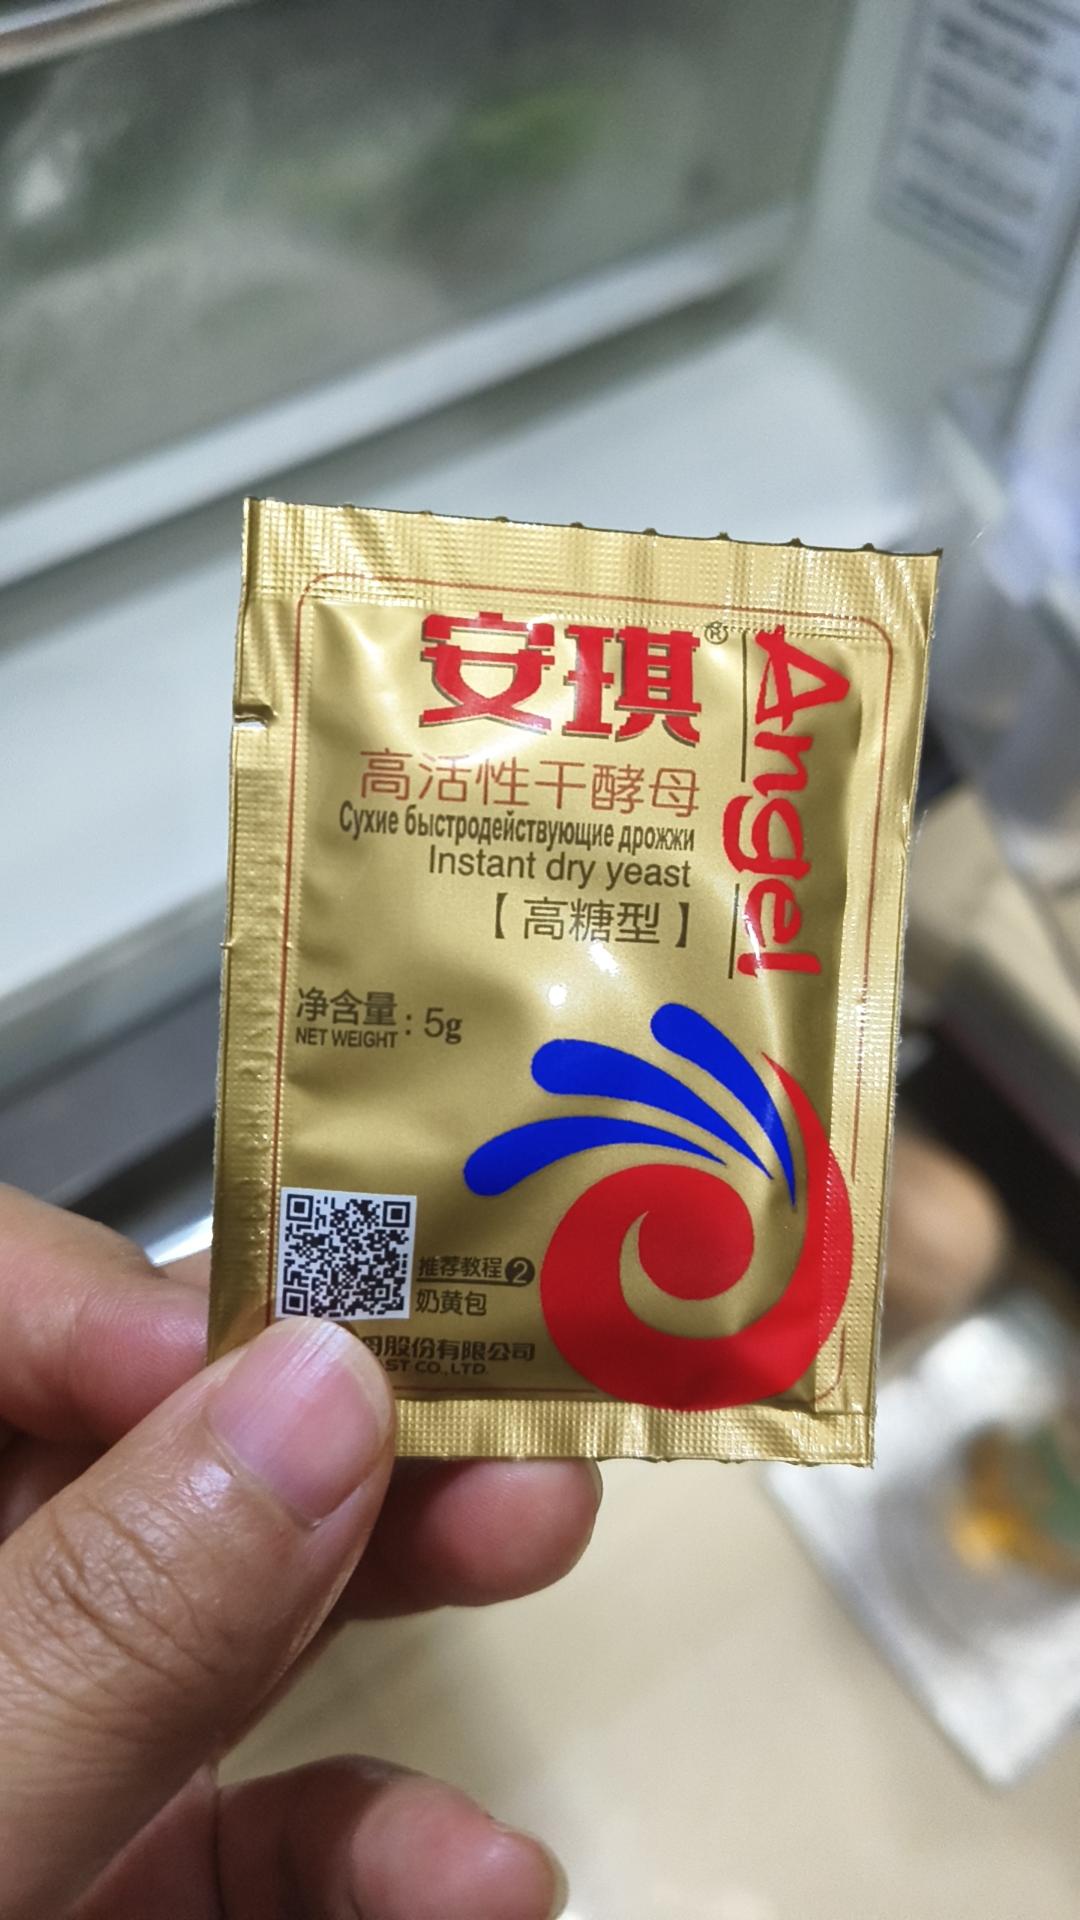 安琪®
Angel
高活性干酵母
Сухие быстродействующие дрожжи
Instant dry yeast
【高糖型】
净含量：5g
NET WEIGHT
推荐教程2
奶黄包
母股份有限公司
AST CO.,LTD.